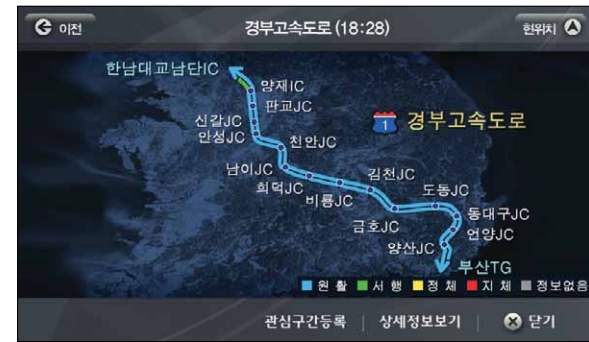 이전 경부고속도로 (18:28) 현위치
한남대교남단IC
양재IC
판교JC
신갈JC
안성JC
천안JC
1 경부고속도로
남이JC
회덕JC
비룡JC
김천JC
도동JC
금호JC
동대구JC
언양JC
양산JC
부산TG
원활 서행 정체 지체 정보없음
관심구간등록 | 상세정보보기 | 닫기